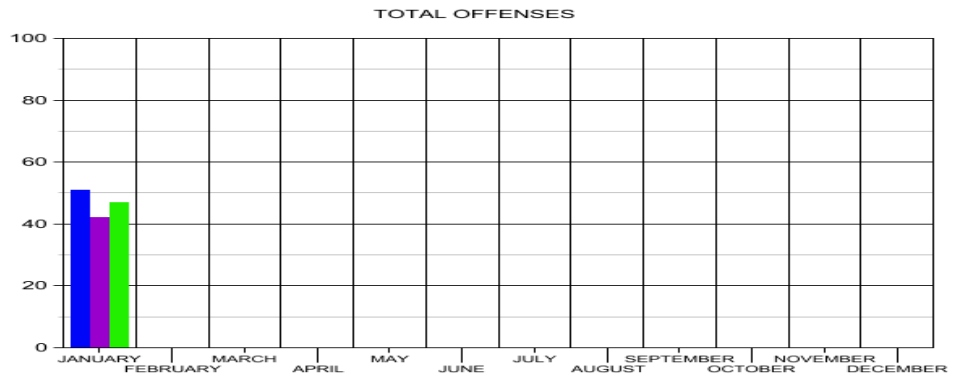 TOTAL OFFENSES
100
80
60
40
20
0
JANUARY MARCH MAY JULY SEPTEMBER NOVEMBER
FEBRUARY APRIL JUNE AUGUST OCTOBER DECEMBER